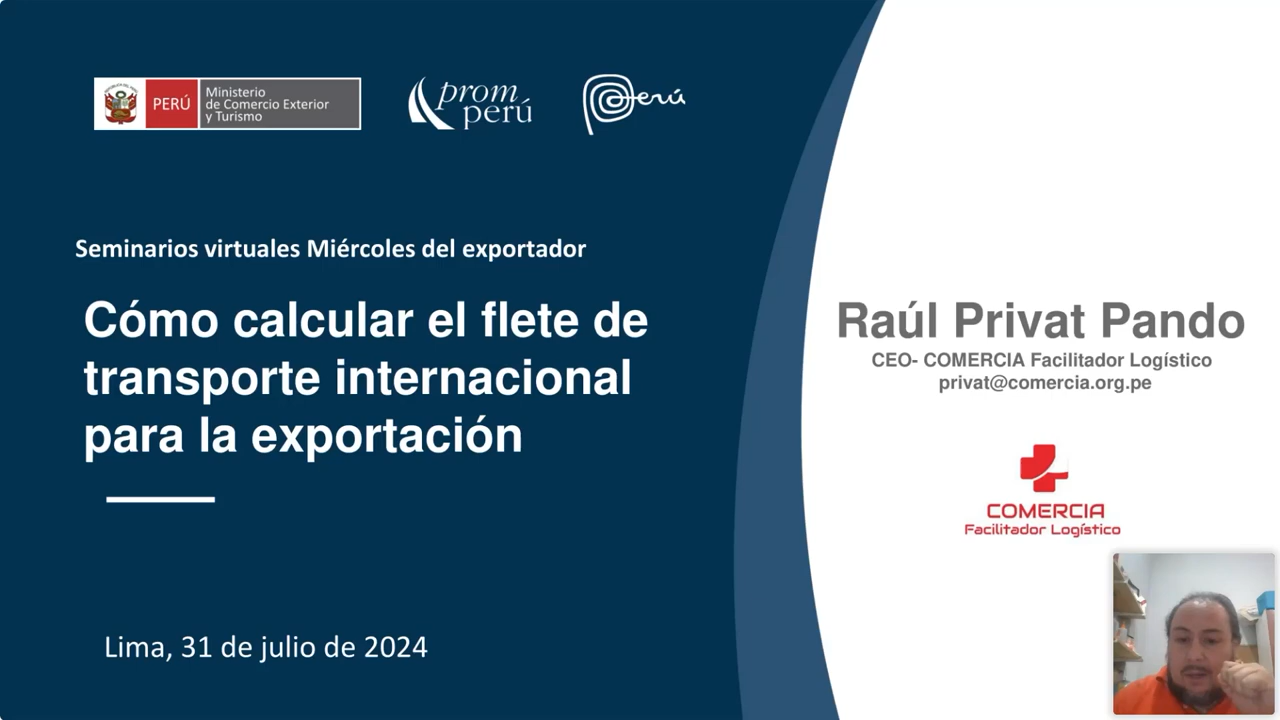 PERÚ
Ministerio
de Comercio Exterior
y Turismo
prom
perú
Perú
Seminarios virtuales Miércoles del exportador
Cómo calcular el flete de
transporte internacional
para la exportación
Lima, 31 de julio de 2024
Raúl Privat Pando
CEO- COMERCIA Facilitador Logístico
privat@comercia.org.pe
COMERCIA
Facilitador Logístico